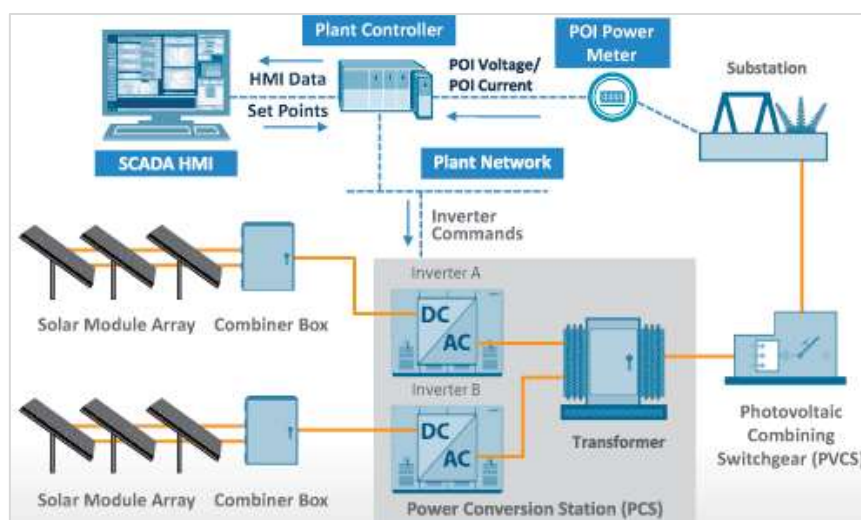 Plant Controller
POI Power
Meter
Substation
HMI Data
Set Points
POI Voltage/
POI Current
SCADA HMI
Plant Network
Inverter
Commands
Inverter A
DC
AC
Solar Module Array
Combiner Box
Inverter B
DC
AC
Transformer
Photovoltaic
Combining
Switchgear (PVCS)
Solar Module Array
Combiner Box
Power Conversion Station (PCS)